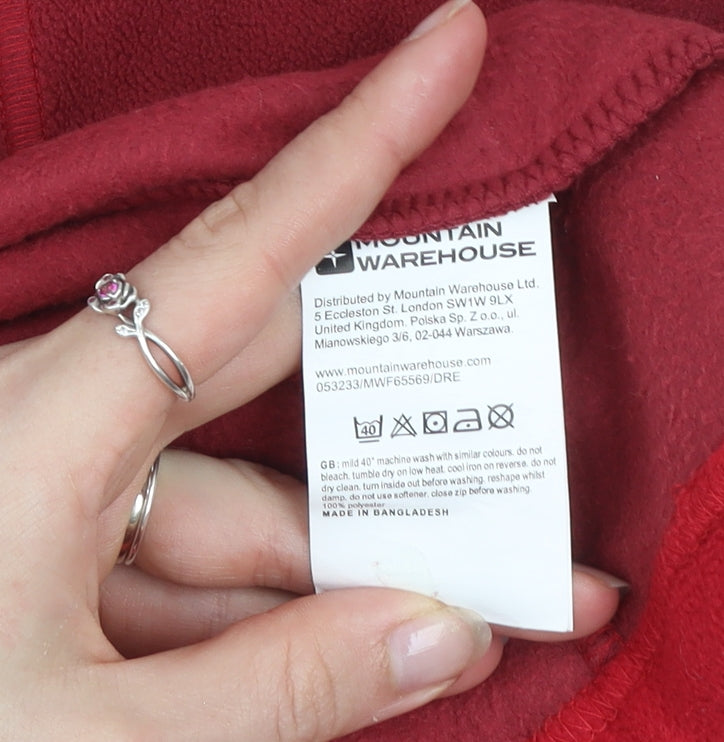 MOUNTAIN
WAREHOUSE
Distributed by Mountain Warehouse Ltd.
5 Eccleston St. London SW1W 9LX
United Kingdom. Polska Sp. Z o.o., ul.
Mianowskiego 3/6, 02-044 Warszawa.
www.mountainwarehouse.com
053233/MWF65569/DRE
40
GB: mild 40° machine wash with similar colours. do not
bleach. tumble dry on low heat. cool iron on reverse. do not
dry clean. turn inside out before washing. reshape whilst
damp. do not use softener. close zip before washing
100% polyester
MADE IN BANGLADESH